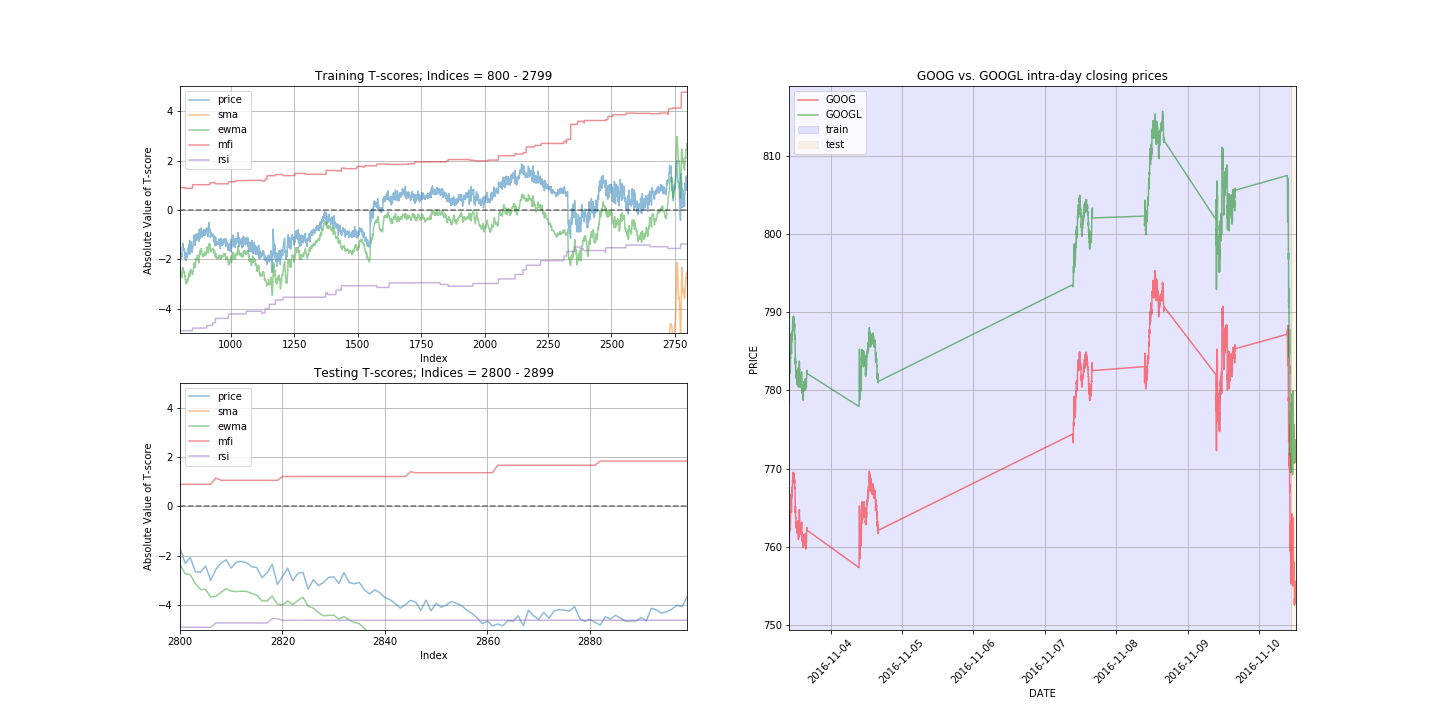 Training T-scores; Indices = 800 - 2799
Absolute Value of T-score
4
2
0
−2
−4
price
sma
ewma
mfi
rsi
1000 1250 1500 1750 2000 2250 2500 2750
Index
Testing T-scores; Indices = 2800 - 2899
Absolute Value of T-score
4
2
0
−2
−4
price
sma
ewma
mfi
rsi
2800 2820 2840 2860 2880
Index
GOOG vs. GOOGL intra-day closing prices
PRICE
810
800
790
780
770
760
750
GOOG
GOOGL
train
test
2016-11-04 2016-11-05 2016-11-06 2016-11-07 2016-11-08 2016-11-09 2016-11-10
DATE